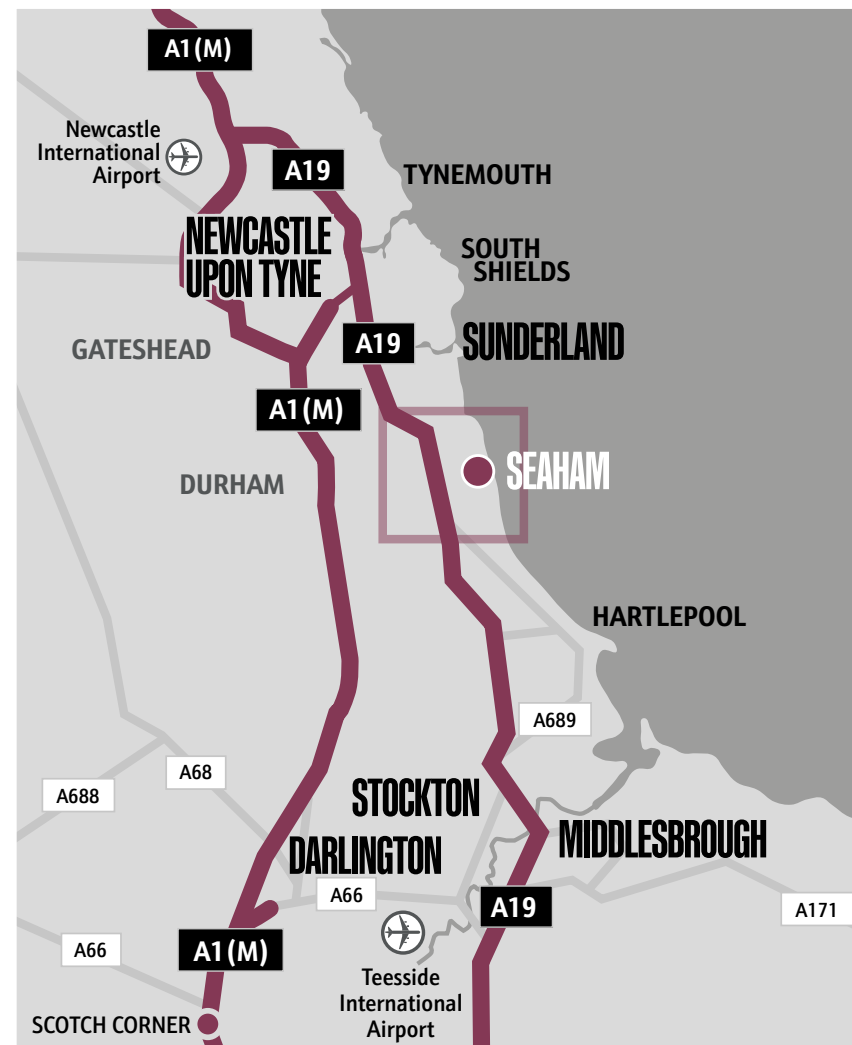 A1(M)
Newcastle
International
Airport
A19
TYNEMOUTH
NEWCASTLE
UPON TYNE
SOUTH
SHIELDS
GATESHEAD
A19
SUNDERLAND
A1(M)
DURHAM
SEAHAM
HARTLEPOOL
A689
A68
A688
STOCKTON
MIDDLESBROUGH
DARLINGTON
A66
A19
A171
A66
A1(M)
Teesside
International
Airport
SCOTCH CORNER